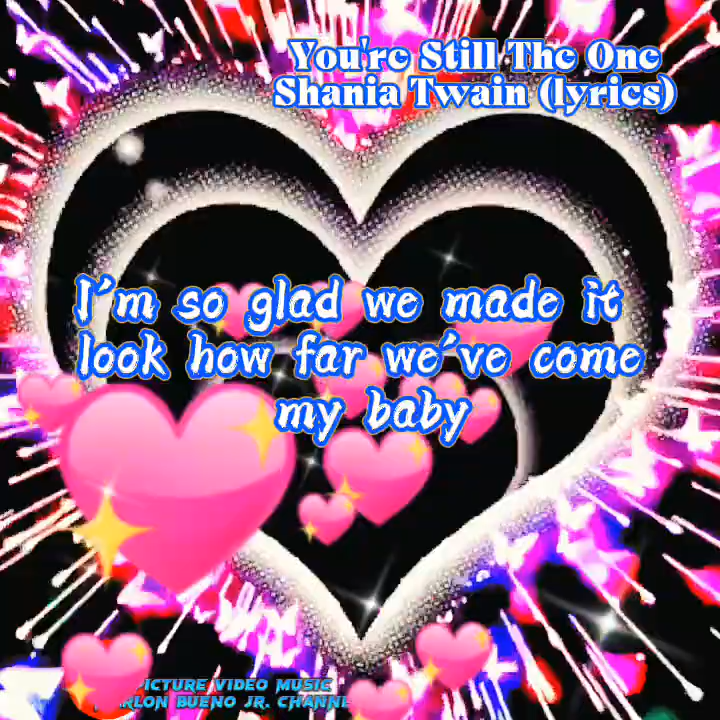 You're Still The One
Shania Twain (lyrics)
I´m so glad we made it
look how far we´ve come
my baby
VIDEO MUSIC
BUENO JR.